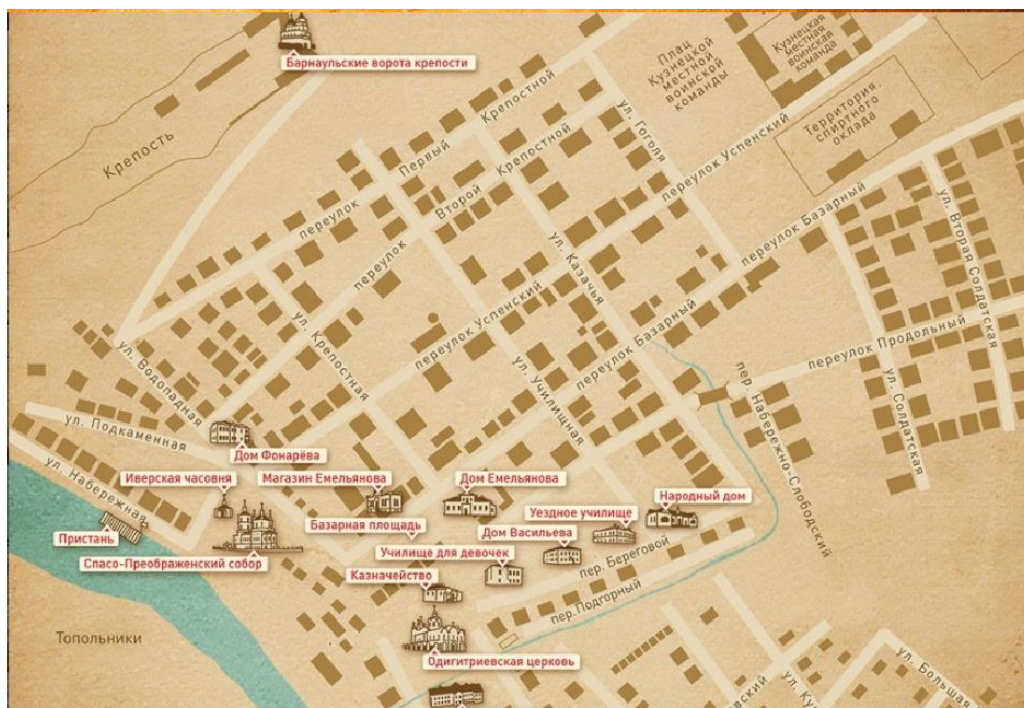 Барнаульские ворота крепости
Крепость
Плац
Кузнецкой
местной
воинской
команды
Кузнецкая
местная
воинская
команда
Территория
спиртного
склада
переулок Первый Крепостной
переулок Второй Крепостной
ул. Гоголя
переулок Успенский
переулок Успенский
переулок Базарный
переулок Базарный
ул. Вторая Солдатская
ул. Казачья
ул. Крепостная
ул. Училищная
ул. Водопадная
переулок Продольный
ул. Солдатская
пер. Набережно-Слободский
ул. Подкаменная
ул. Набережная
Дом Фонарёва
Иверская часовня
Магазин Емельянова
Дом Емельянова
Народный дом
Базарная площадь
Уездное училище
Дом Васильева
Пристань
Спасо-Преображенский собор
Училище для девочек
Казначейство
пер. Береговой
пер. Подгорный
Топольники
Одигитриевская церковь
ул. Большая